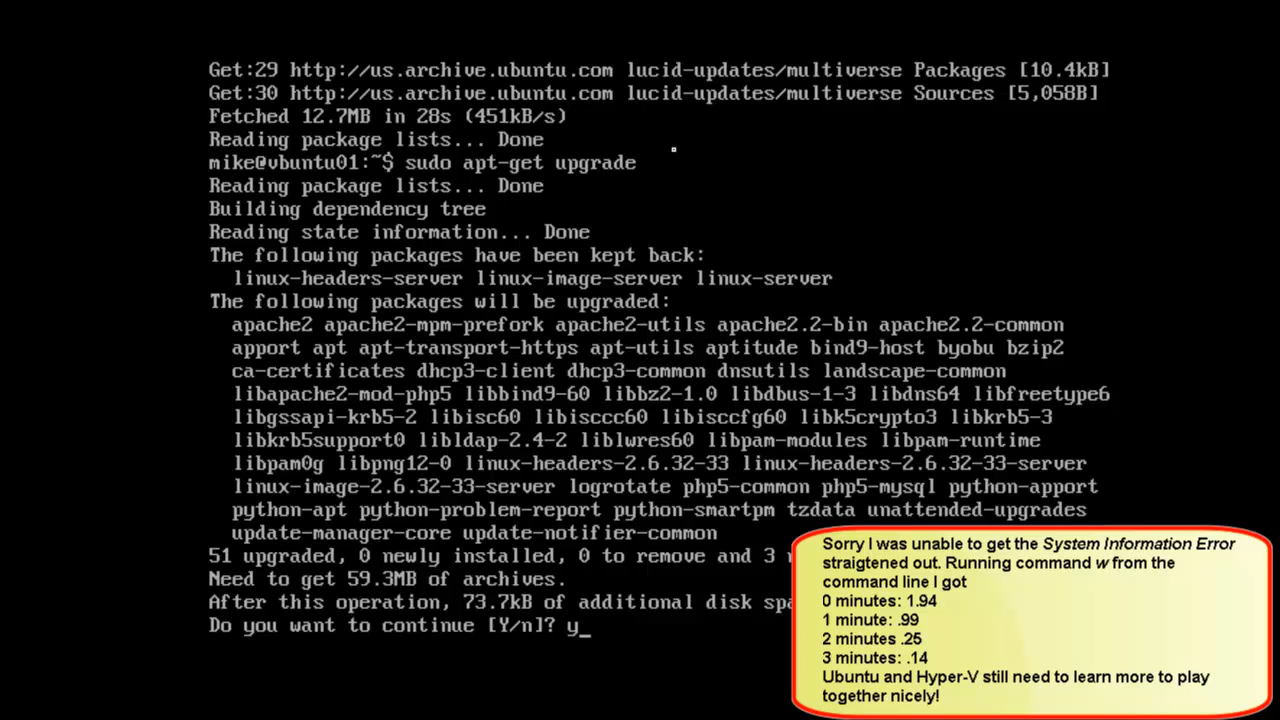 Get:29 http://us.archive.ubuntu.com lucid-updates/multiverse Packages [10.4kB]
Get:30 http://us.archive.ubuntu.com lucid-updates/multiverse Sources [5,058B]
Fetched 12.7MB in 28s (451kB/s)
Reading package lists... Done
mike@vbuntu01:~$ sudo apt-get upgrade
Reading package lists... Done
Building dependency tree
Reading state information... Done
The following packages have been kept back:
linux-headers-server linux-image-server linux-server
The following packages will be upgraded:
apache2 apache2-mpm-prefork apache2-utils apache2.2-bin apache2.2-common
apport apt apt-transport-https apt-utils aptitude bind9-host byobu bzip2
ca-certificates dhcp3-client dhcp3-common dnsutils landscape-common
libapache2-mod-php5 libbind9-60 libbz2-1.0 libdbus-1-3 libdns64 libfreetype6
libgssapi-krb5-2 libisc60 libisccc60 libisccfg60 libk5crypto3 libkrb5-3
libkrb5support0 libldap-2.4-2 liblwres60 libpam-modules libpam-runtime
libpam0g libpng12-0 linux-headers-2.6.32-33 linux-headers-2.6.32-33-server
linux-image-2.6.32-33-server logrotate php5-common php5-mysql python-apport
python-apt python-problem-report python-smartpm tzdata unattended-upgrades
update-manager-core update-notifier-common
51 upgraded, 0 newly installed, 0 to remove and 3
Need to get 59.3MB of archives.
After this operation, 73.7kB of additional disk spa
Do you want to continue [Y/n]? y_
Sorry I was unable to get the System Information Error
straigtened out. Running command w from the
command line I got
0 minutes: 1.94
1 minute: .99
2 minutes .25
3 minutes: .14
Ubuntu and Hyper-V still need to learn more to play
together nicely!